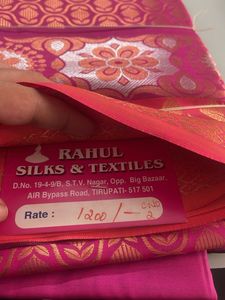 RAHUL
SILKS & TEXTILES
D.No. 19-4-9/B, S.T.V. Nagar, Opp. Big Bazaar,
AIR Bypass Road, TIRUPATI- 517 501
Rate : 1200/-